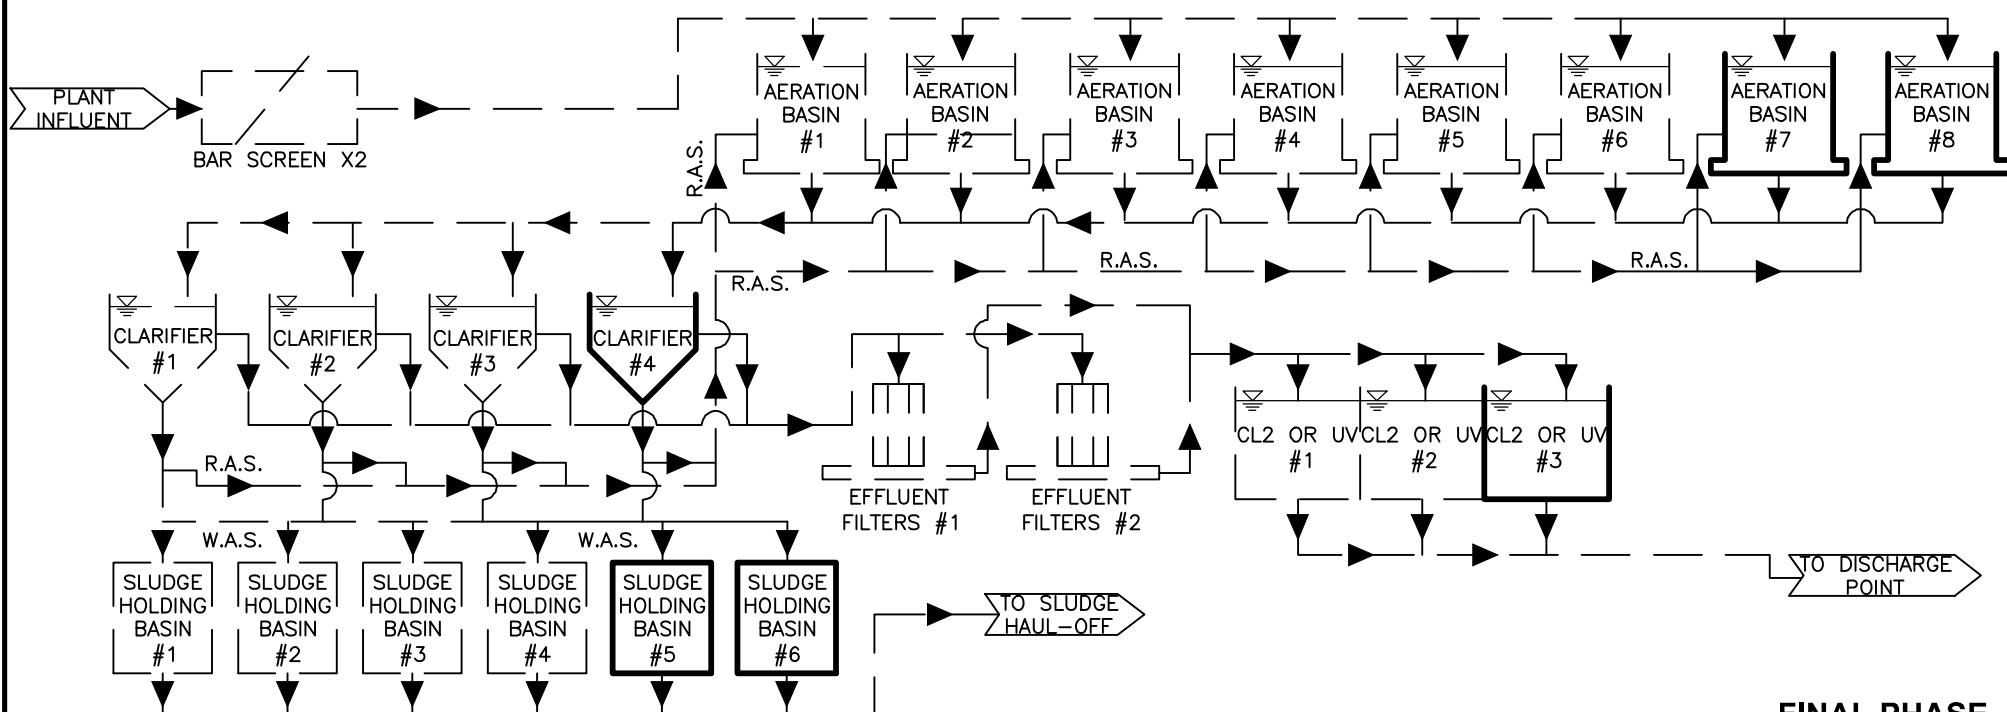 PLANT
INFLUENT
BAR SCREEN X2
AERATION
BASIN
#1
AERATION
BASIN
#2
AERATION
BASIN
#3
AERATION
BASIN
#4
AERATION
BASIN
#5
AERATION
BASIN
#6
AERATION
BASIN
#7
AERATION
BASIN
#8
R.A.S.
R.A.S.
R.A.S.
R.A.S.
CLARIFIER
#1
CLARIFIER
#2
CLARIFIER
#3
CLARIFIER
#4
R.A.S.
EFFLUENT
FILTERS #1
EFFLUENT
FILTERS #2
CL2 OR UV
#1
CL2 OR UV
#2
CL2 OR UV
#3
W.A.S.
W.A.S.
SLUDGE
HOLDING
BASIN
#1
SLUDGE
HOLDING
BASIN
#2
SLUDGE
HOLDING
BASIN
#3
SLUDGE
HOLDING
BASIN
#4
SLUDGE
HOLDING
BASIN
#5
SLUDGE
HOLDING
BASIN
#6
TO SLUDGE
HAUL-OFF
TO DISCHARGE
POINT
FINAL PHASE